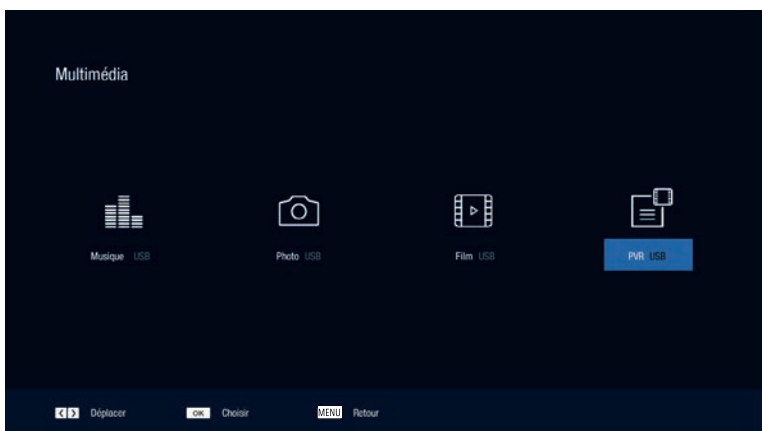 Multimédia
Musique USB
Photo USB
Film USB
PVR USB
Déplacer
OK Choisir
MENU Retour